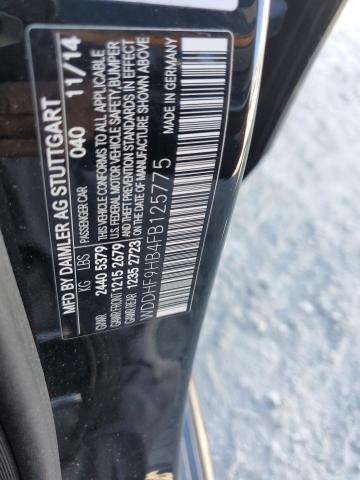 MFD BY DAIMLER AG STUTTGART
PASSENGER CAR 040 11/14
KG LBS
GVWR 2440 5379 THIS VEHICLE CONFORMS TO ALL APPLICABLE
GAWR FRONT 1215 2679 U.S. FEDERAL MOTOR VEHICLE SAFETY, BUMPER
GAWR REAR 1235 2723 AND THEFT PREVENTION STANDARDS IN EFFECT
ON THE DATE OF MANUFACTURE SHOWN ABOVE
WDDHF9HB4FB125775 MADE IN GERMANY